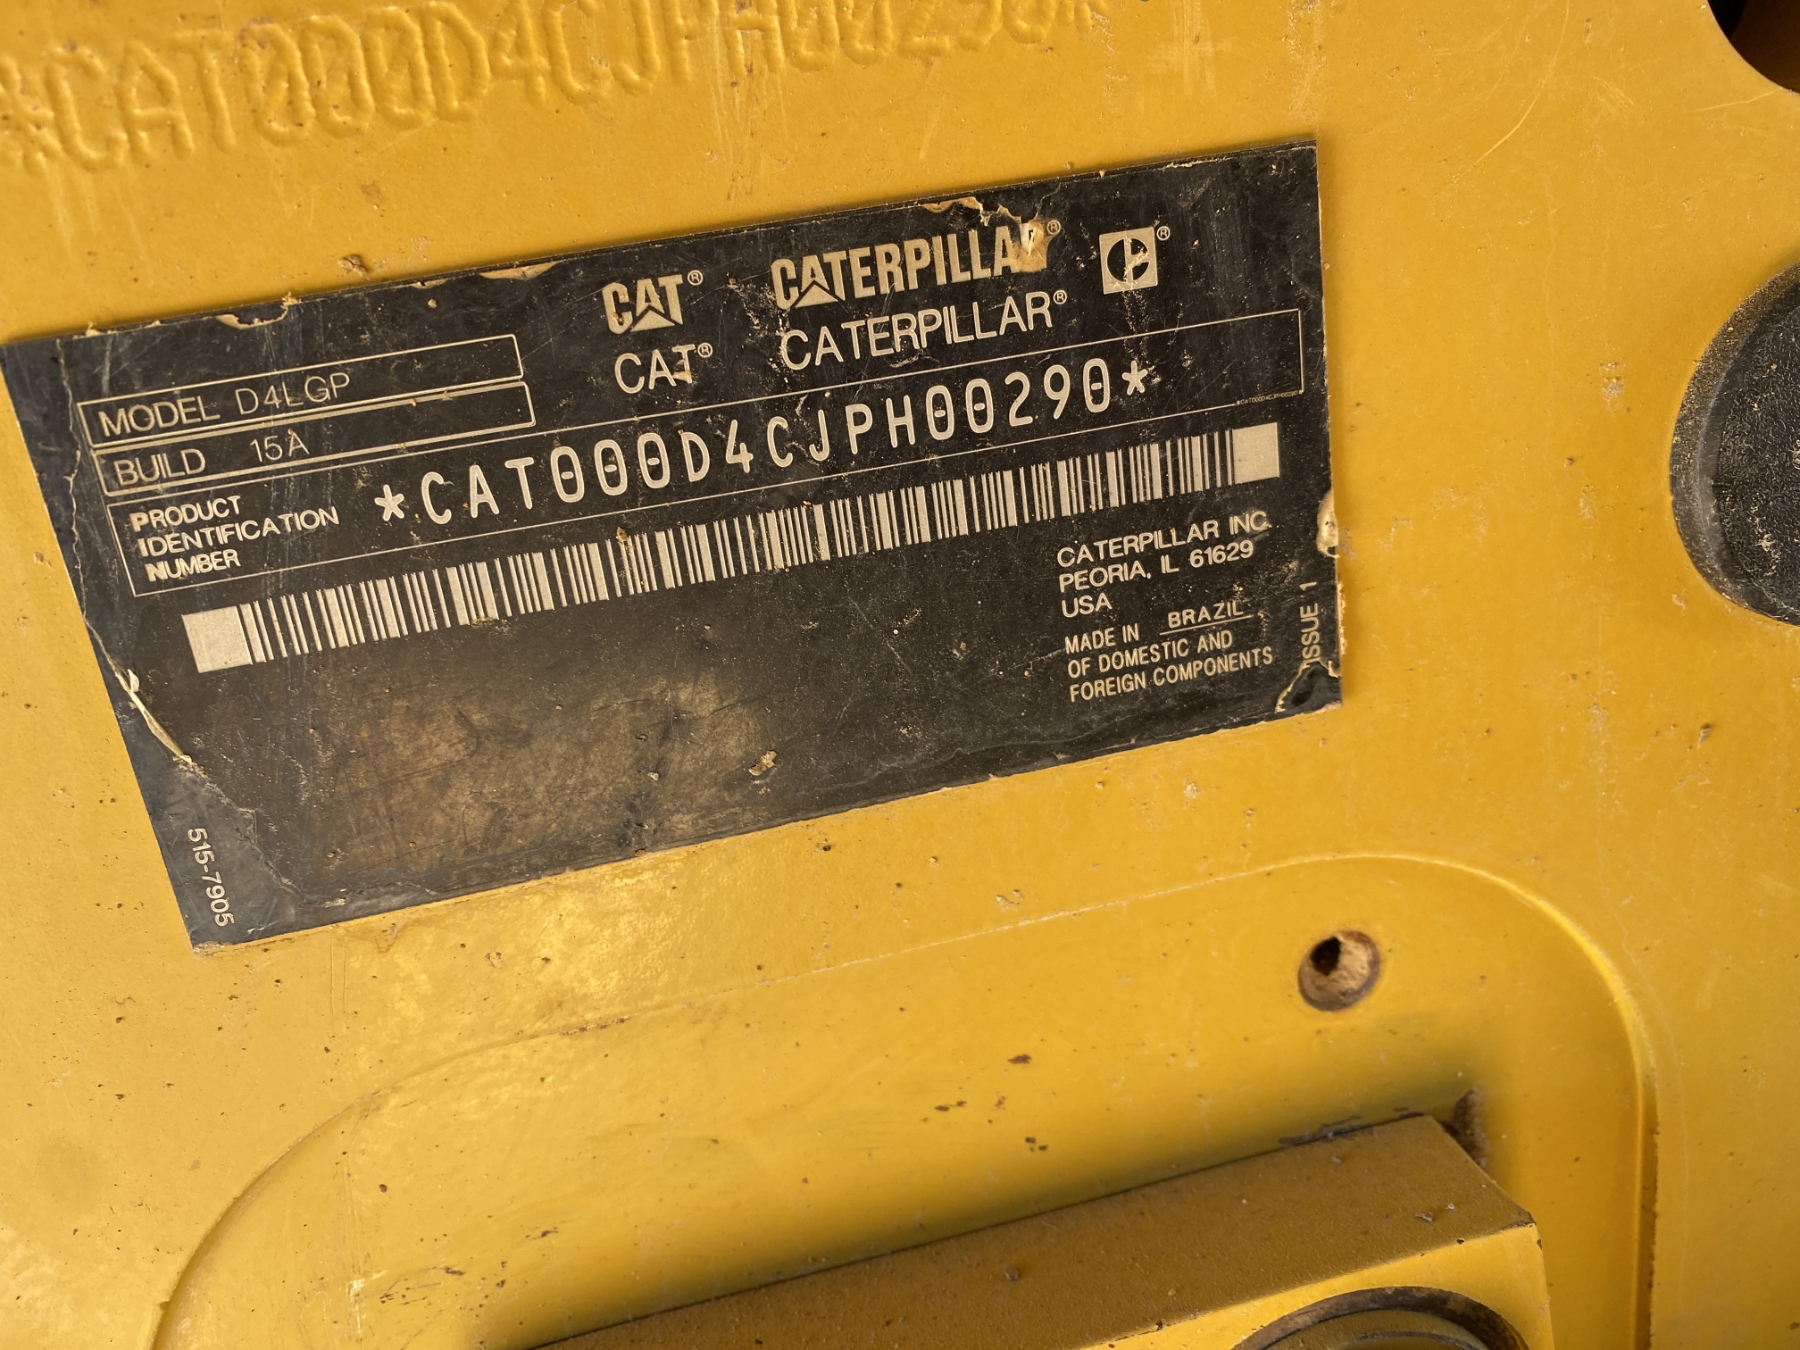 *CAT000D4CJPH00290*
CAT® CATERPILLAR® ®
CAT® CATERPILLAR®
MODEL D4LGP
BUILD 15A
PRODUCT
IDENTIFICATION
NUMBER
*CAT000D4CJPH00290*
*CAT000D4CJPH00290*
CATERPILLAR INC.
PEORIA, IL 61629
USA
MADE IN BRAZIL
OF DOMESTIC AND
FOREIGN COMPONENTS
ISSUE 1
515-7905